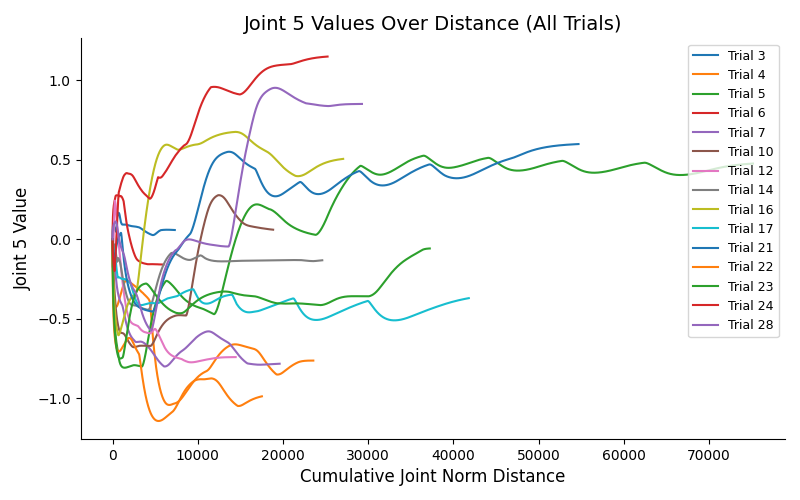 Joint 5 Values Over Distance (All Trials)
Joint 5 Value
1.0
0.5
0.0
−0.5
−1.0
0 10000 20000 30000 40000 50000 60000 70000
Cumulative Joint Norm Distance
Trial 3
Trial 4
Trial 5
Trial 6
Trial 7
Trial 10
Trial 12
Trial 14
Trial 16
Trial 17
Trial 21
Trial 22
Trial 23
Trial 24
Trial 28